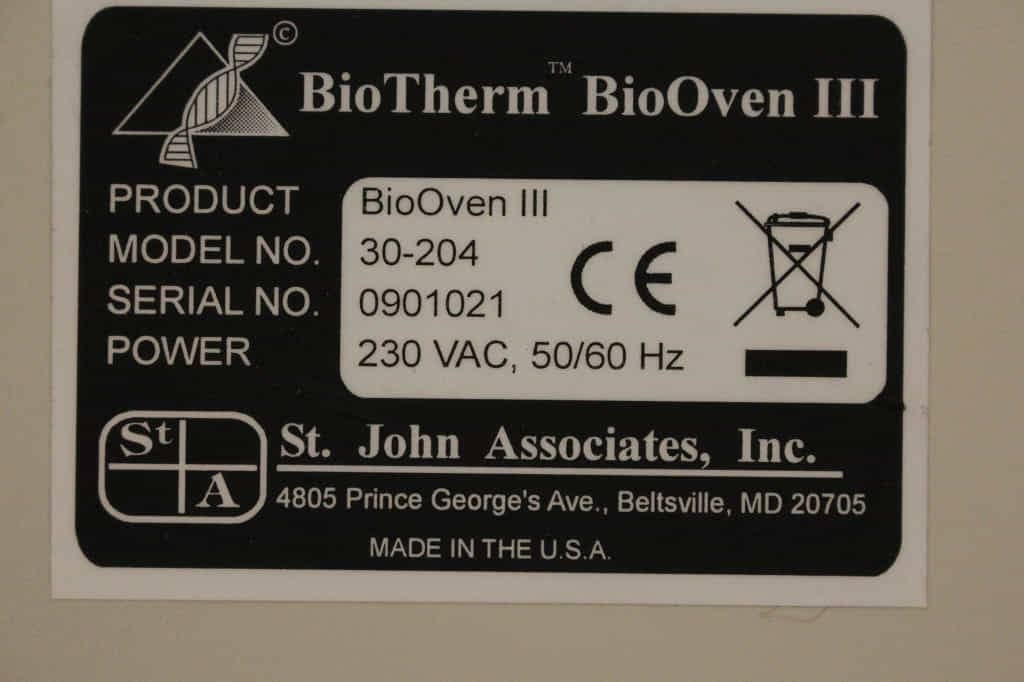 ©
BioTherm™ BioOven III
PRODUCT BioOven III
MODEL NO. 30-204
SERIAL NO. 0901021
POWER 230 VAC, 50/60 Hz
CE
St
A
St. John Associates, Inc.
4805 Prince George's Ave., Beltsville, MD 20705
MADE IN THE U.S.A.